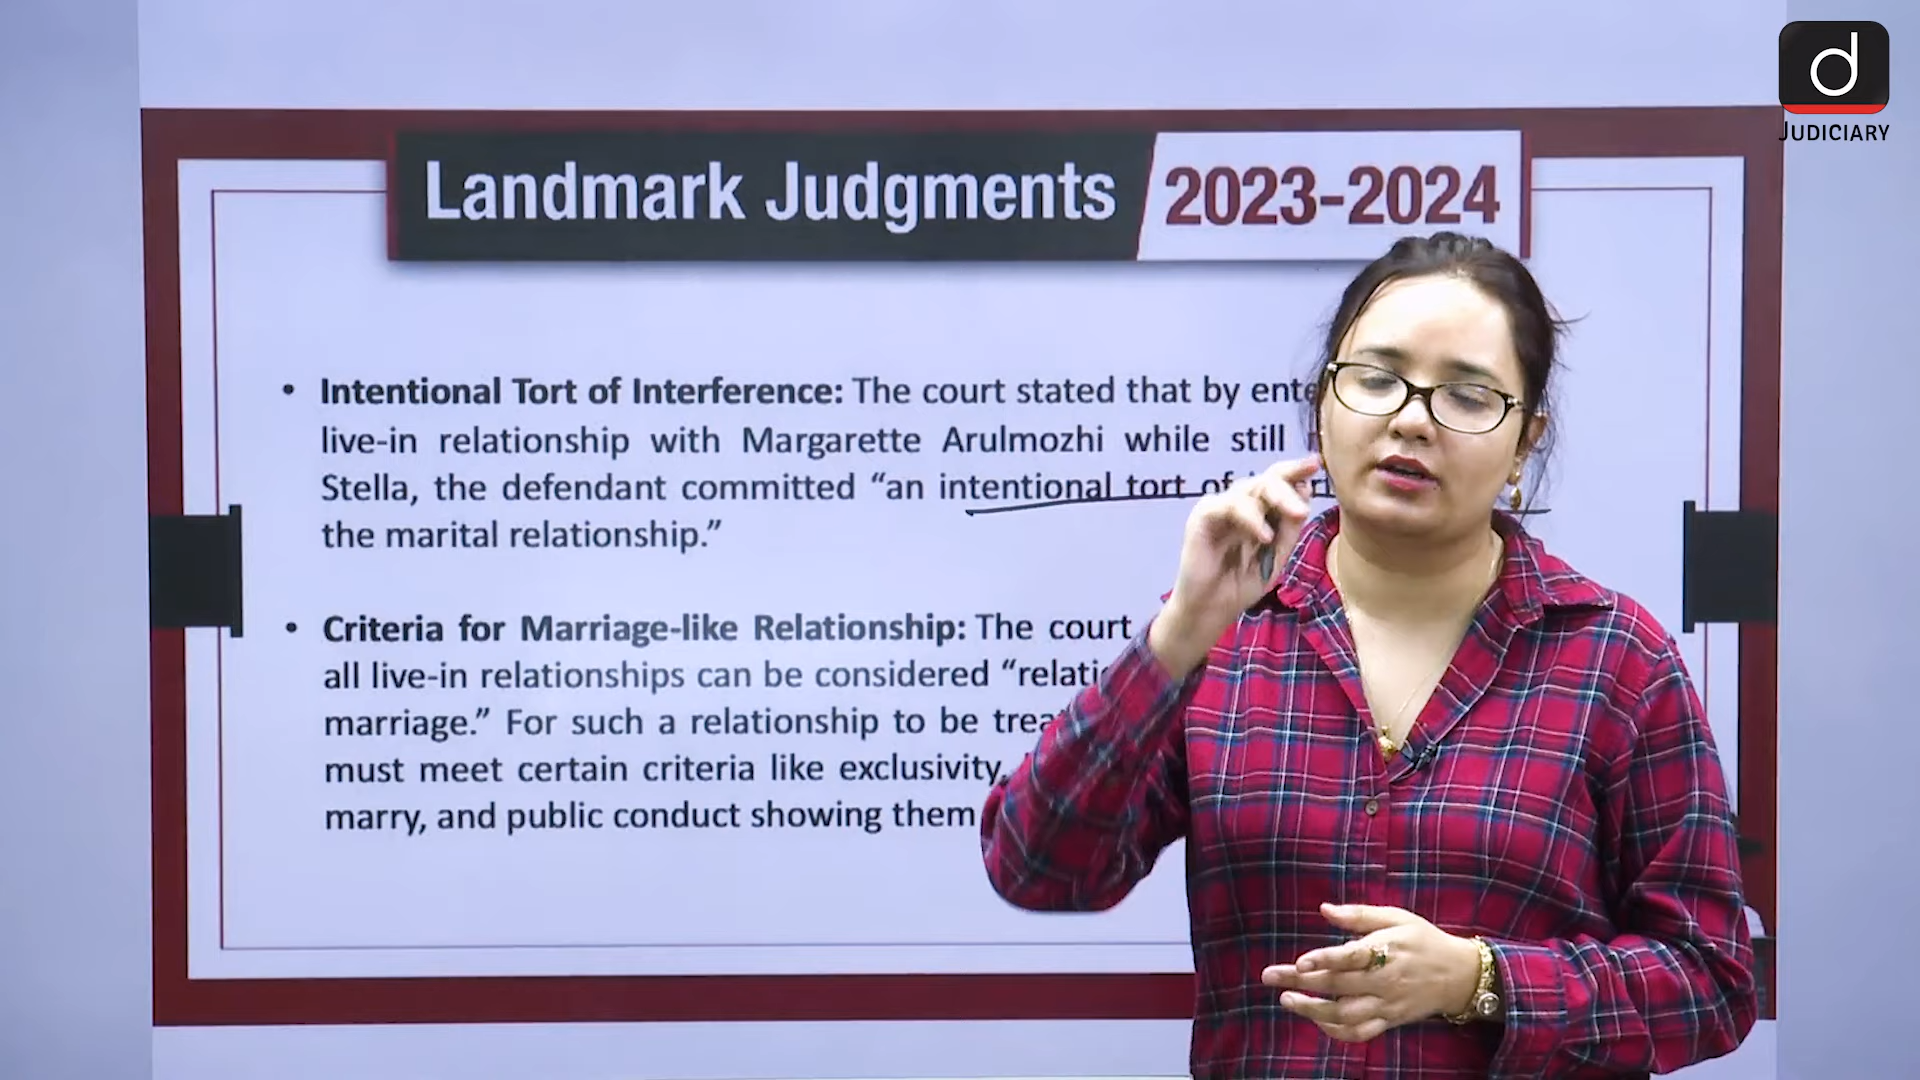 d
JUDICIARY
Landmark Judgments 2023-2024
• Intentional Tort of Interference: The court stated that by
live-in relationship with Margarette Arulmozhi while still
Stella, the defendant committed “an intentional tort of
the marital relationship.”
• Criteria for Marriage-like Relationship: The court
all live-in relationships can be considered
marriage.” For such a relationship to be
must meet certain criteria like exclusivity,
marry, and public conduct showing them